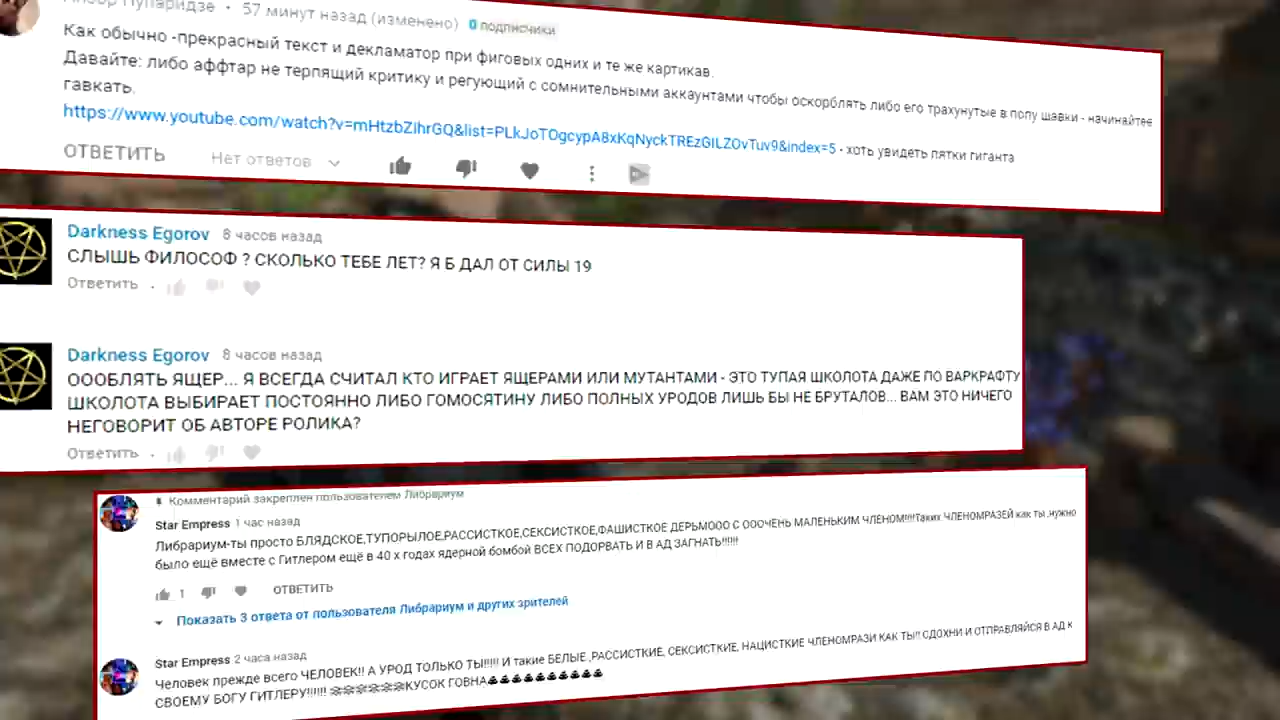 Нугаридзе · 57 минут назад (изменено) 0 подписчики
Как обычно -прекрасный текст и декламатор при фиговых одних и те же картикав.
Давайте: либо аффтар не терпящий критику и регующий с сомнительными аккаунтами чтобы оскорблять либо его трахунутые в попу шавки - начинайтее
гавкать.
https://www.youtube.com/watch?v=mHtzbZihrGQ&list=PLkJoTOgcypA8xKqNyckTREzGILZOvTuv9&index=5 - хоть увидеть пятки гиганта
ОТВЕТИТЬ Нет ответов
Darkness Egorov 8 часов назад
СЛЫШЬ ФИЛОСОФ ? СКОЛЬКО ТЕБЕ ЛЕТ? Я Б ДАЛ ОТ СИЛЫ 19
Ответить ·
Darkness Egorov 8 часов назад
ОООБЛЯТЬ ЯЩЕР... Я ВСЕГДА СЧИТАЛ КТО ИГРАЕТ ЯЩЕРАМИ ИЛИ МУТАНТАМИ - ЭТО ТУПАЯ ШКОЛОТА ДАЖЕ ПО ВАРКРАФТУ
ШКОЛОТА ВЫБИРАЕТ ПОСТОЯННО ЛИБО ГОМОСЯТИНУ ЛИБО ПОЛНЫХ УРОДОВ ЛИШЬ БЫ НЕ БРУТАЛОВ... ВАМ ЭТО НИЧЕГО
НЕГОВОРИТ ОБ АВТОРЕ РОЛИКА?
Ответить ·
Комментарий закреплен пользователем Либрариум
Star Empress 1 час назад
Либрариум-ты просто БЛЯДСКОЕ,ТУПОРЫЛОЕ,РАССИСТКОЕ,СЕКСИСТКОЕ,ФАШИСТКОЕ ДЕРЬМООО С ОООЧЕНЬ МАЛЕНЬКИМ ЧЛЕНОМ!!!!Таких ЧЛЕНОМРАЗЕЙ как ты ,нужно
было ещё вместе с Гитлером ещё в 40 х годах ядерной бомбой ВСЕХ ПОДОРВАТЬ И В АД ЗАГНАТЬ!!!!!!
1 ОТВЕТИТЬ
Показать 3 ответа от пользователя Либрариум и других зрителей
Star Empress 2 часа назад
Человек прежде всего ЧЕЛОВЕК!! А УРОД ТОЛЬКО ТЫ!!!!! И такие БЕЛЫЕ ,РАССИСТКИЕ, СЕКСИСТКИЕ, НАЦИСТКИЕ ЧЛЕНОМРАЗИ КАК ТЫ!! СДОХНИ И ОТПРАВЛЯЙСЯ В АД К
СВОЕМУ БОГУ ГИТЛЕРУ!!!!!! КУСОК ГОВНА